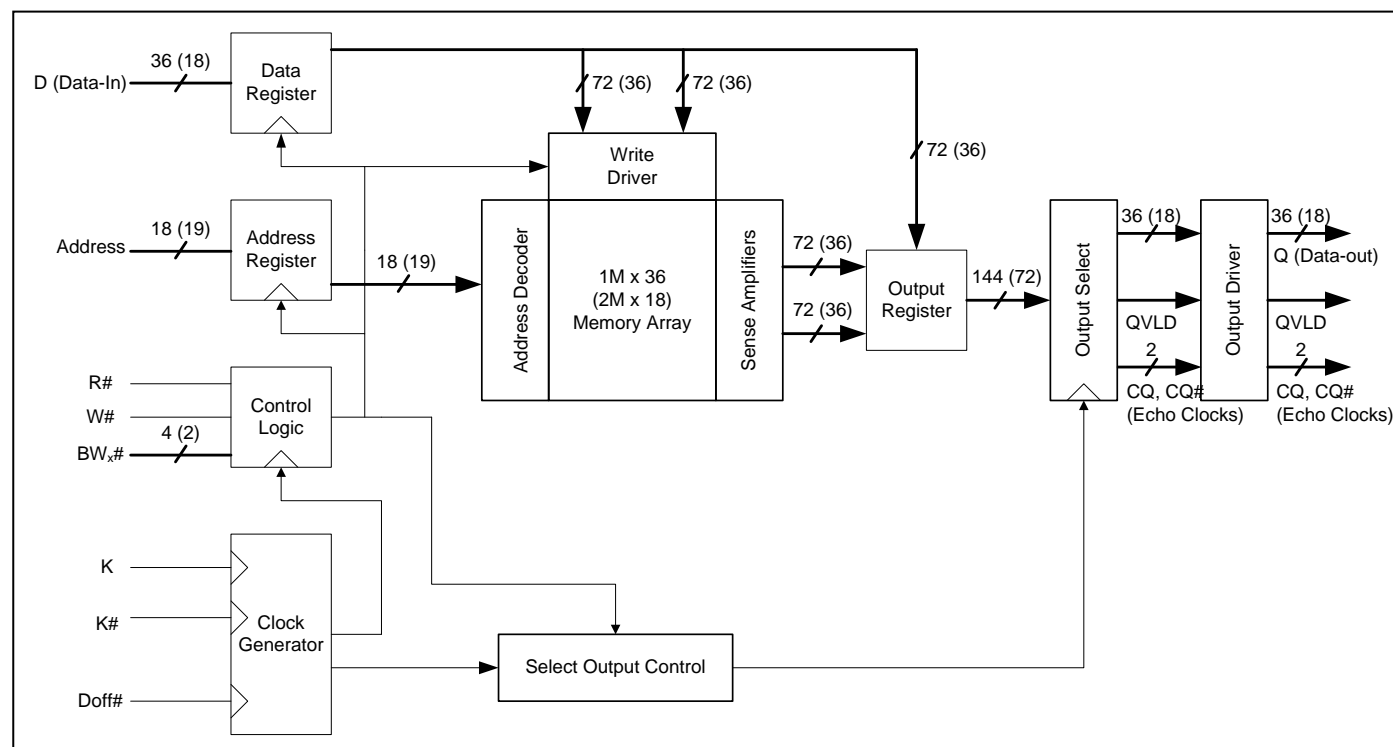 36 (18)
D (Data-In)
Data
Register
72 (36)
72 (36)
72 (36)
Write
Driver
18 (19)
Address
Address
Register
18 (19)
Address Decoder
1M x 36
(2M x 18)
Memory Array
Sense Amplifiers
72 (36)
72 (36)
Output
Register
144 (72)
Output Select
36 (18)
QVLD
2
CQ, CQ#
(Echo Clocks)
Output Driver
36 (18)
Q (Data-out)
QVLD
2
CQ, CQ#
(Echo Clocks)
R#
W#
4 (2)
BWx#
Control
Logic
K
K#
Doff#
Clock
Generator
Select Output Control